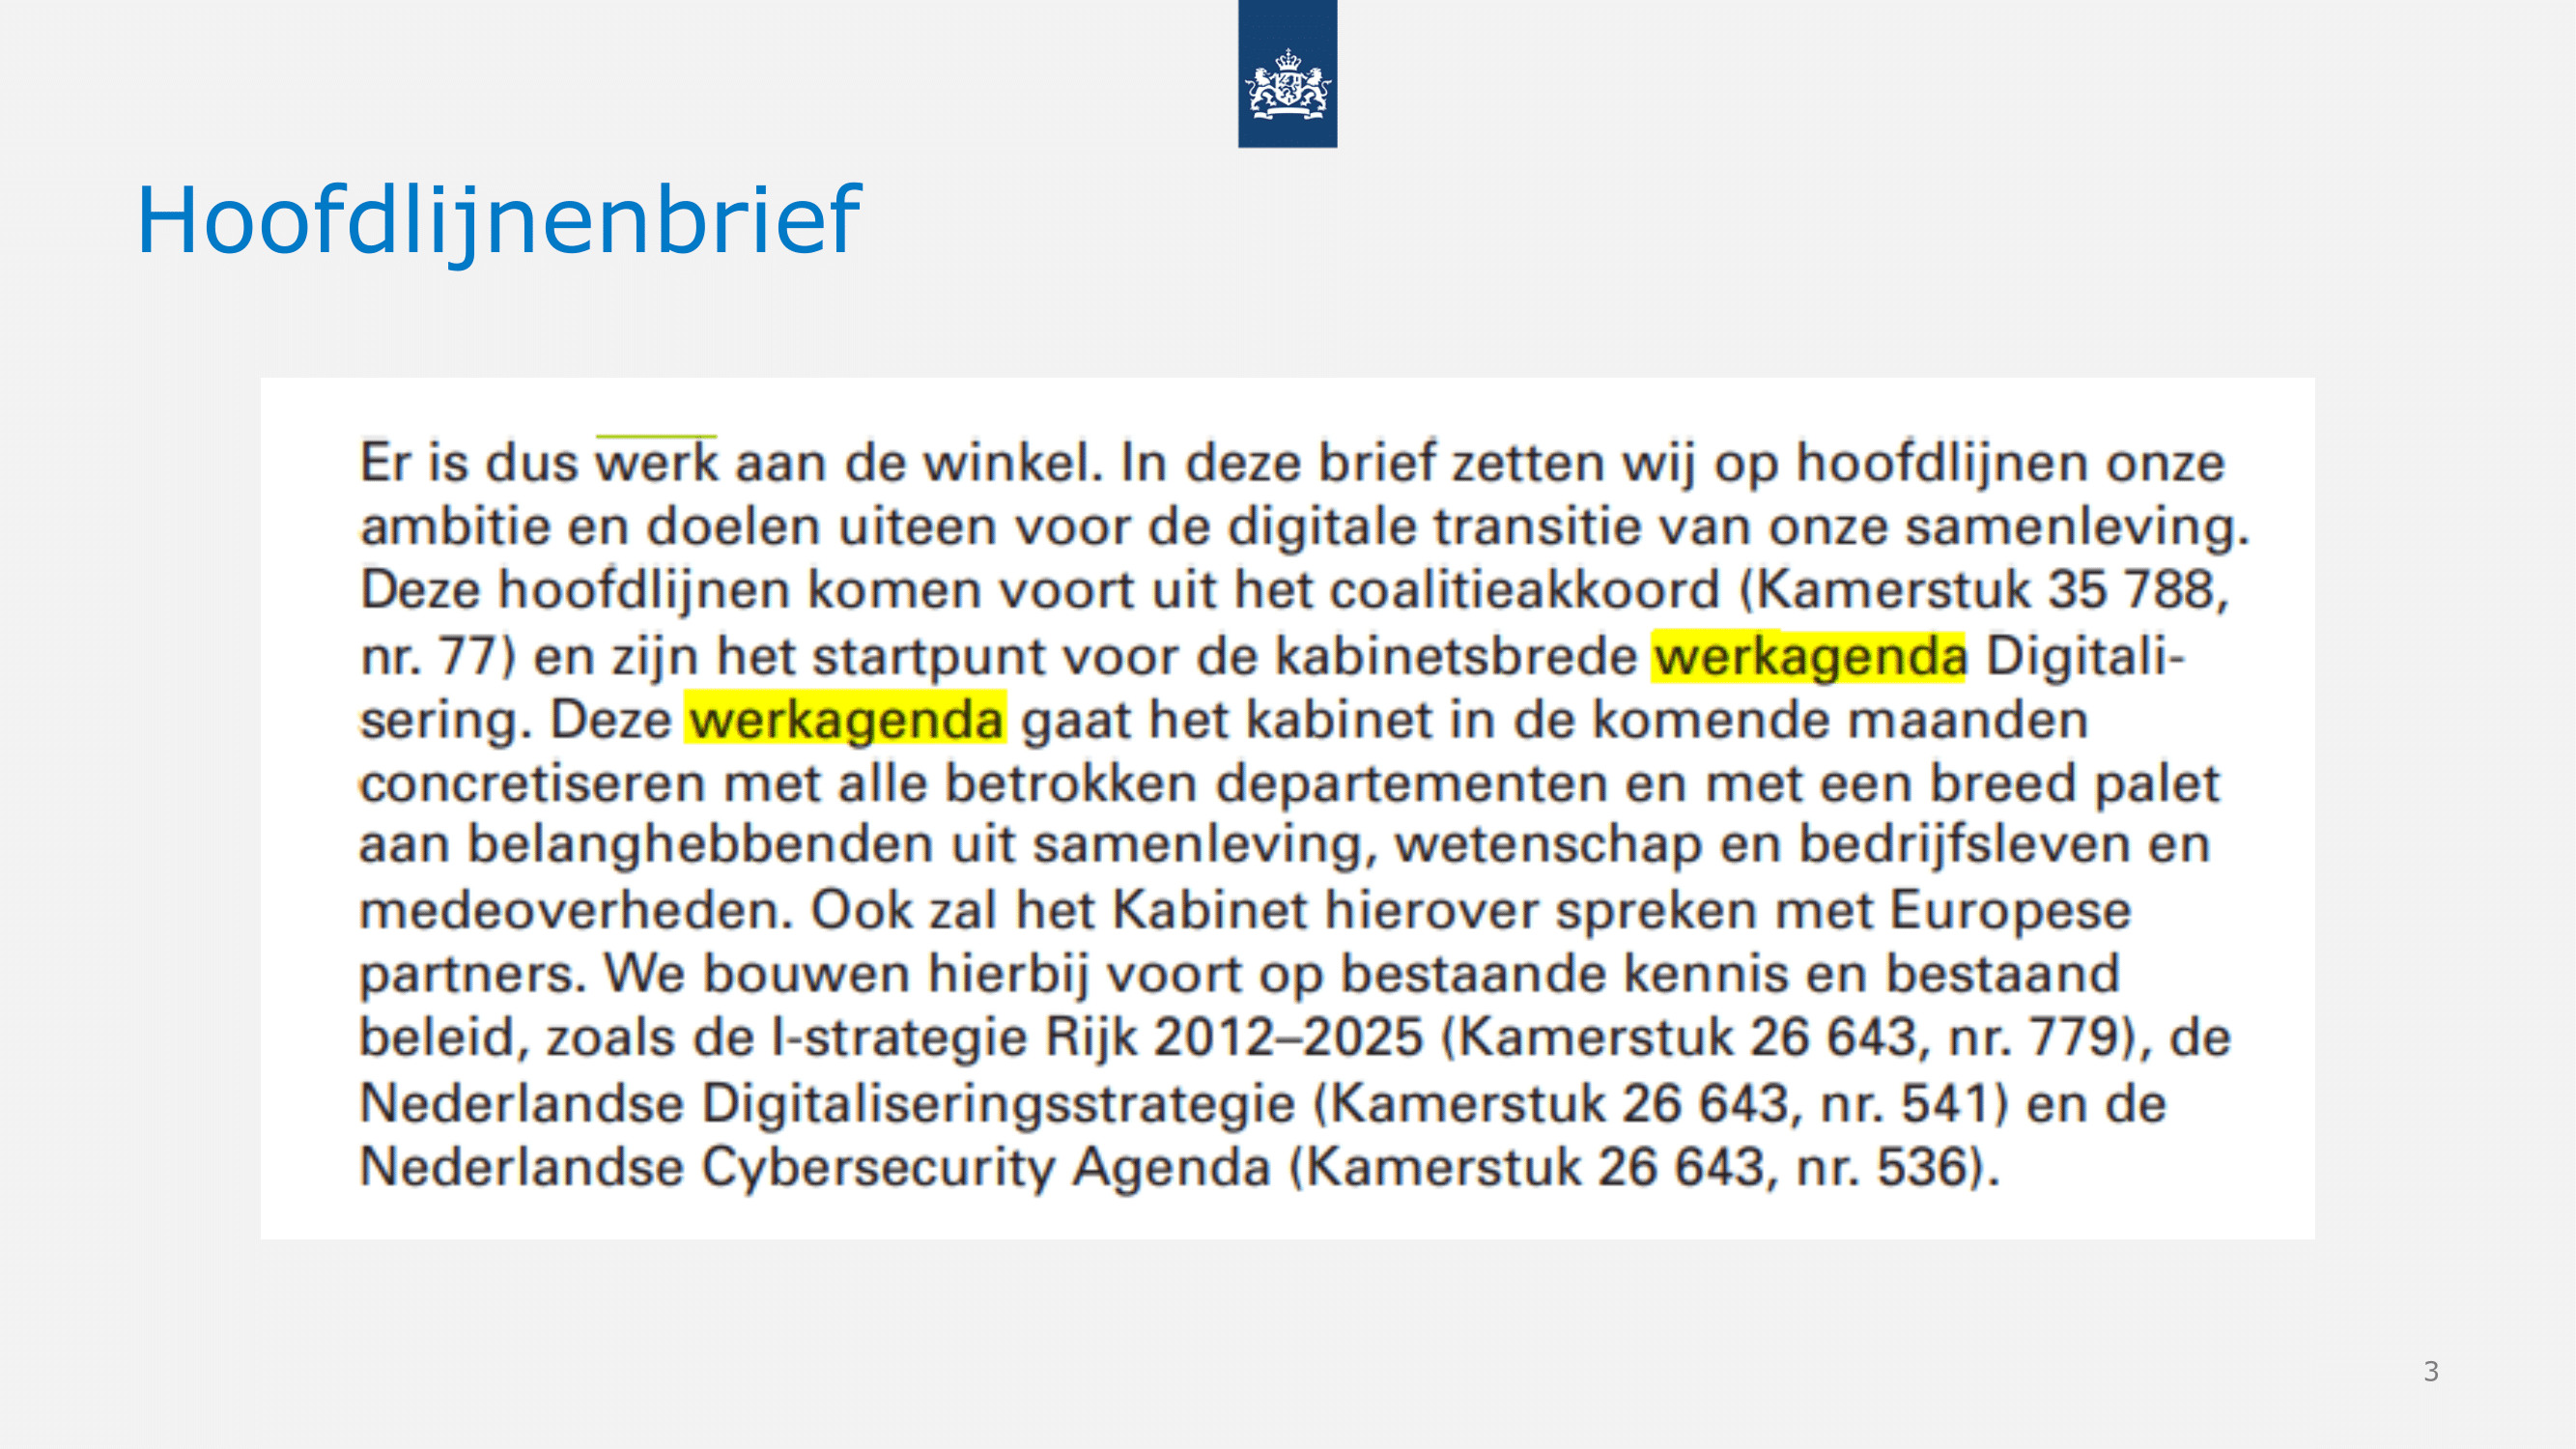 Hoofdlijnenbrief
Er is dus werk aan de winkel. In deze brief zetten wij op hoofdlijnen onze
ambitie en doelen uiteen voor de digitale transitie van onze samenleving.
Deze hoofdlijnen komen voort uit het coalitieakkoord (Kamerstuk 35 788,
nr. 77) en zijn het startpunt voor de kabinetsbrede werkagenda Digitali-
sering. Deze werkagenda gaat het kabinet in de komende maanden
concretiseren met alle betrokken departementen en met een breed palet
aan belanghebbenden uit samenleving, wetenschap en bedrijfsleven en
medeoverheden. Ook zal het Kabinet hierover spreken met Europese
partners. We bouwen hierbij voort op bestaande kennis en bestaand
beleid, zoals de I-strategie Rijk 2012–2025 (Kamerstuk 26 643, nr. 779), de
Nederlandse Digitaliseringsstrategie (Kamerstuk 26 643, nr. 541) en de
Nederlandse Cybersecurity Agenda (Kamerstuk 26 643, nr. 536).
3